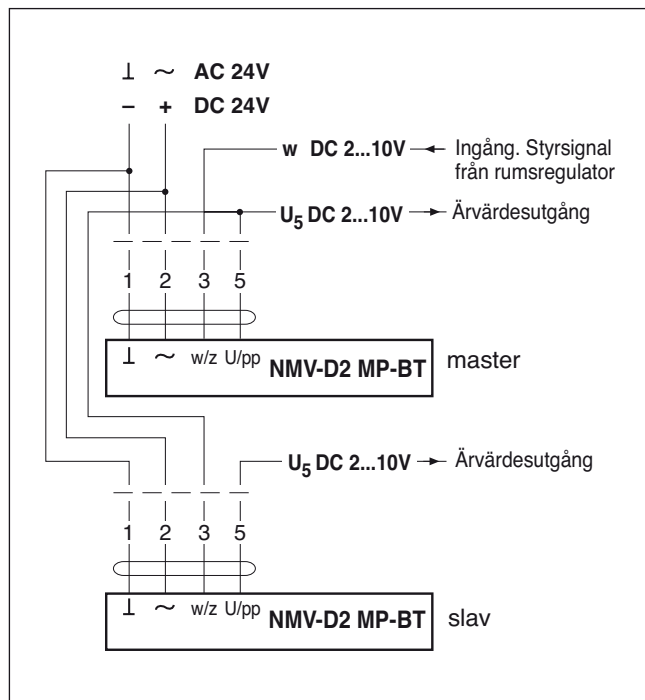 ⊥ ~ AC 24V
– + DC 24V
w DC 2...10V Ingång. Styrsignal
från rumsregulator
U5 DC 2...10V Ärvärdesutgång
1 2 3 5
⊥ ~ w/z U/pp NMV-D2 MP-BT master
U5 DC 2...10V Ärvärdesutgång
1 2 3 5
⊥ ~ w/z U/pp NMV-D2 MP-BT slav